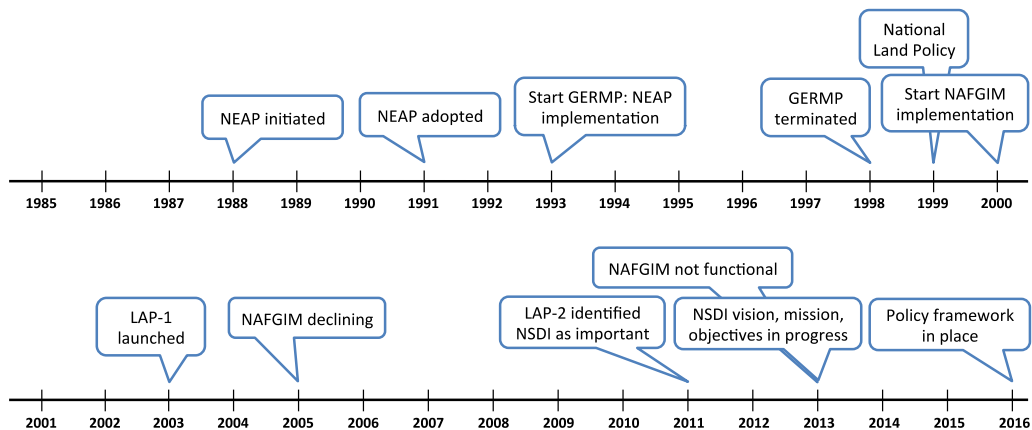 National
Land Policy
NEAP initiated
NEAP adopted
Start GERMP: NEAP
implementation
GERMP
terminated
Start NAFGIM
implementation
1985 1986 1987 1988 1989 1990 1991 1992 1993 1994 1995 1996 1997 1998 1999 2000
NAFGIM not functional
LAP-1
launched
NAFGIM declining
LAP-2 identified
NSDI as important
NSDI vision, mission,
objectives in progress
Policy framework
in place
2001 2002 2003 2004 2005 2006 2007 2008 2009 2010 2011 2012 2013 2014 2015 2016